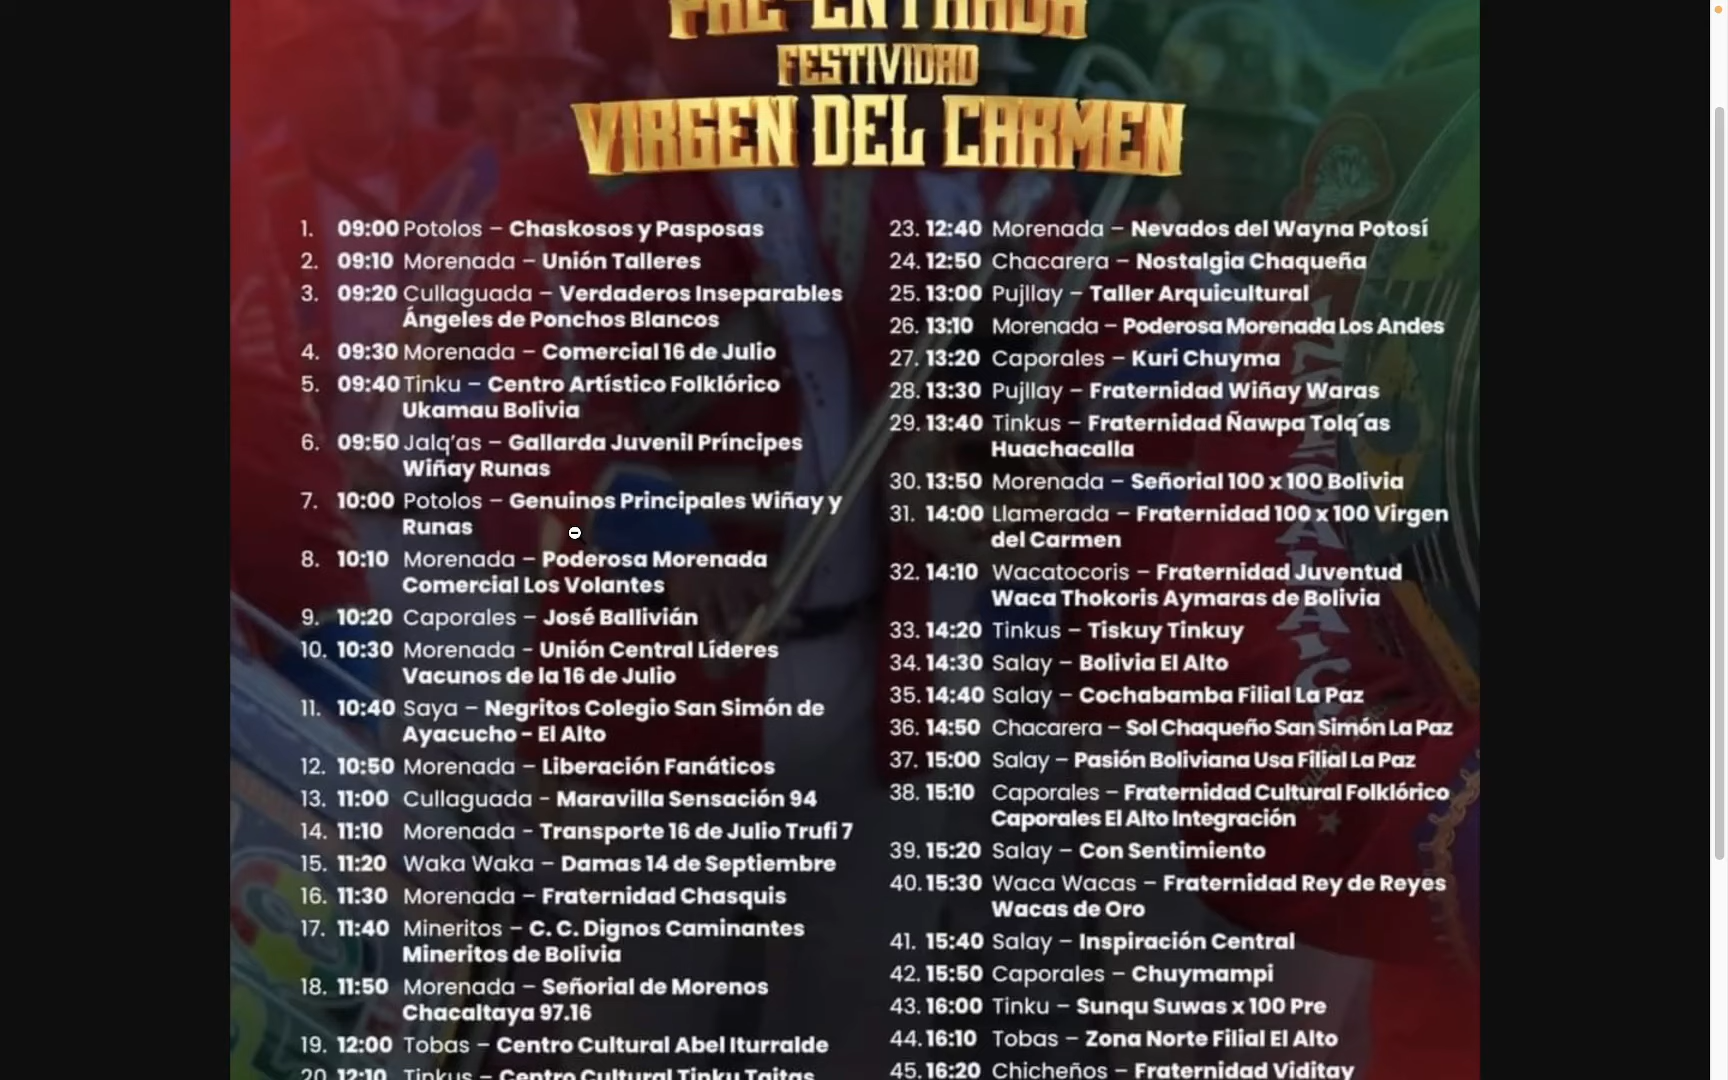 PRE-ENTRADA
FESTIVIDAD
VIRGEN DEL CARMEN
1. 09:00 Potolos – Chaskosos y Pasposas
2. 09:10 Morenada – Unión Talleres
3. 09:20 Cullaguada – Verdaderos Inseparables
Ángeles de Ponchos Blancos
4. 09:30 Morenada – Comercial 16 de Julio
5. 09:40 Tinku – Centro Artístico Folklórico
Ukamau Bolivia
6. 09:50 Jalq’as – Gallarda Juvenil Príncipes
Wiñay Runas
7. 10:00 Potolos – Genuinos Principales Wiñay y
Runas
8. 10:10 Morenada – Poderosa Morenada
Comercial Los Volantes
9. 10:20 Caporales – José Ballivián
10. 10:30 Morenada - Unión Central Líderes
Vacunos de la 16 de Julio
11. 10:40 Saya – Negritos Colegio San Simón de
Ayacucho - El Alto
12. 10:50 Morenada – Liberación Fanáticos
13. 11:00 Cullaguada - Maravilla Sensación 94
14. 11:10 Morenada - Transporte 16 de Julio Trufi 7
15. 11:20 Waka Waka – Damas 14 de Septiembre
16. 11:30 Morenada – Fraternidad Chasquis
17. 11:40 Mineritos – C. C. Dignos Caminantes
Mineritos de Bolivia
18. 11:50 Morenada – Señorial de Morenos
Chacaltaya 97.16
19. 12:00 Tobas – Centro Cultural Abel Iturralde
20. 12:10 Tinkus – Centro Cultural Tinku Taitas
23. 12:40 Morenada – Nevados del Wayna Potosí
24. 12:50 Chacarera – Nostalgia Chaqueña
25. 13:00 Pujllay – Taller Arquicultural
26. 13:10 Morenada – Poderosa Morenada Los Andes
27. 13:20 Caporales – Kuri Chuyma
28. 13:30 Pujllay – Fraternidad Wiñay Waras
29. 13:40 Tinkus – Fraternidad Ñawpa Tolq´as
Huachacalla
30. 13:50 Morenada – Señorial 100 x 100 Bolivia
31. 14:00 Llamerada – Fraternidad 100 x 100 Virgen
del Carmen
32. 14:10 Wacatocoris – Fraternidad Juventud
Waca Thokoris Aymaras de Bolivia
33. 14:20 Tinkus – Tiskuy Tinkuy
34. 14:30 Salay – Bolivia El Alto
35. 14:40 Salay – Cochabamba Filial La Paz
36. 14:50 Chacarera – Sol Chaqueño San Simón La Paz
37. 15:00 Salay – Pasión Boliviana Usa Filial La Paz
38. 15:10 Caporales – Fraternidad Cultural Folklórico
Caporales El Alto Integración
39. 15:20 Salay – Con Sentimiento
40. 15:30 Waca Wacas – Fraternidad Rey de Reyes
Wacas de Oro
41. 15:40 Salay – Inspiración Central
42. 15:50 Caporales – Chuymampi
43. 16:00 Tinku – Sunqu Suwas x 100 Pre
44. 16:10 Tobas – Zona Norte Filial El Alto
45. 16:20 Chicheños – Fraternidad Viditay